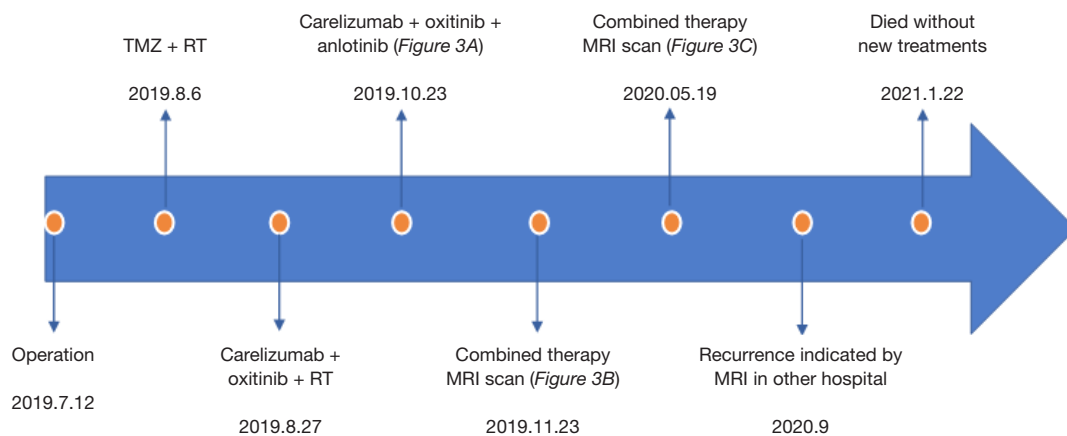 TMZ + RT
2019.8.6
Carelizumab + oxitinib +
anlotinib (Figure 3A)
2019.10.23
Combined therapy
MRI scan (Figure 3C)
2020.05.19
Died without
new treatments
2021.1.22
Operation
2019.7.12
Carelizumab +
oxitinib + RT
2019.8.27
Combined therapy
MRI scan (Figure 3B)
2019.11.23
Recurrence indicated by
MRI in other hospital
2020.9